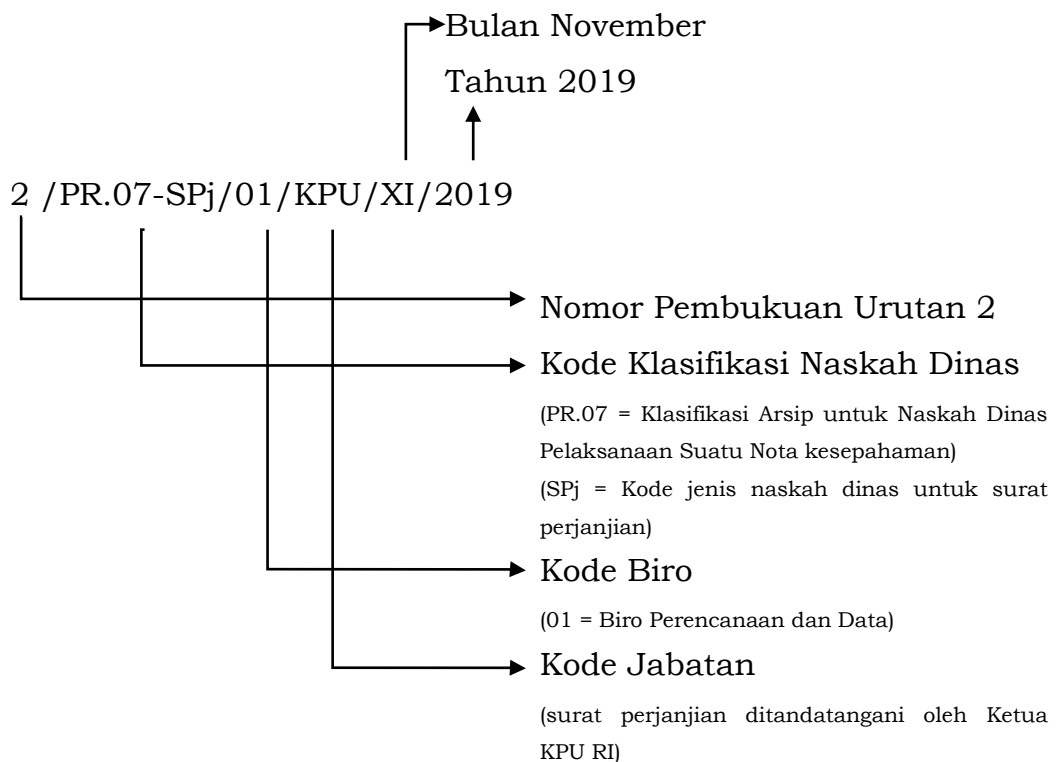 Bulan November
Tahun 2019
2 /PR.07-SPj/01/KPU/XI/2019
Nomor Pembukuan Urutan 2
Kode Klasifikasi Naskah Dinas
(PR.07 = Klasifikasi Arsip untuk Naskah Dinas
Pelaksanaan Suatu Nota kesepahaman)
(SPj = Kode jenis naskah dinas untuk surat
perjanjian)
Kode Biro
(01 = Biro Perencanaan dan Data)
Kode Jabatan
(surat perjanjian ditandatangani oleh Ketua
KPU RI)